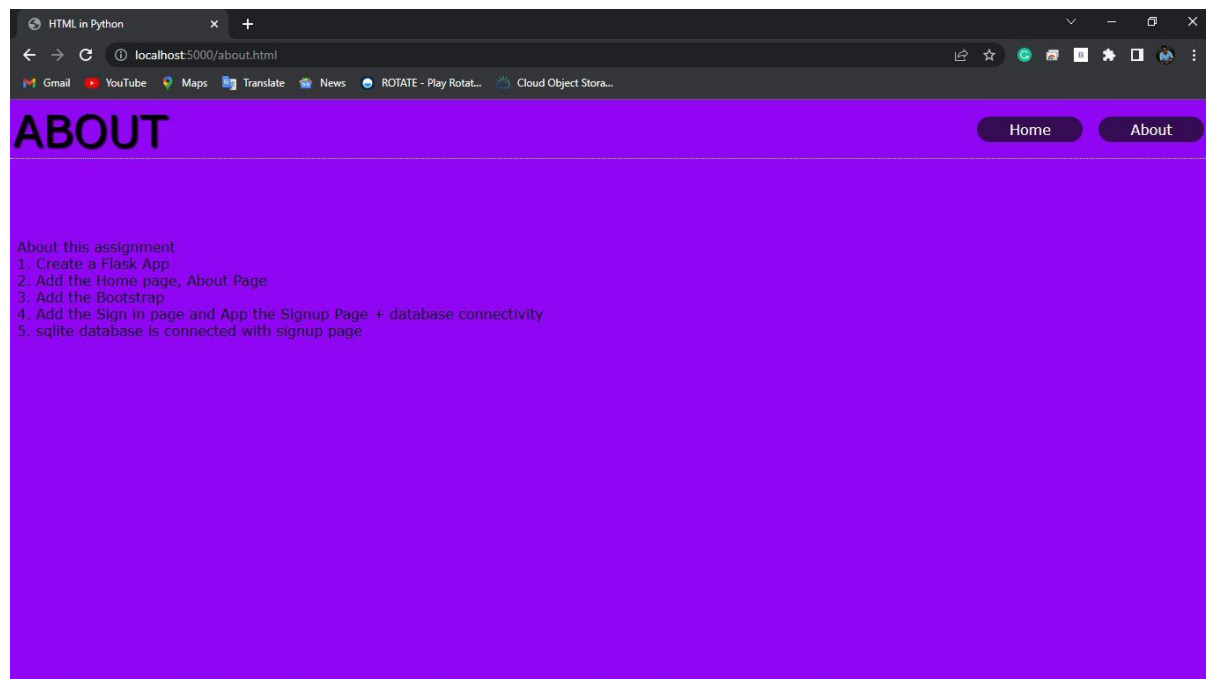 HTML in Python
localhost:5000/about.html
Gmail YouTube Maps Translate News ROTATE - Play Rotat... Cloud Object Stora...
ABOUT Home About
About this assignment
1. Create a Flask App
2. Add the Home page, About Page
3. Add the Bootstrap
4. Add the Sign in page and App the Signup Page + database connectivity
5. sqlite database is connected with signup page